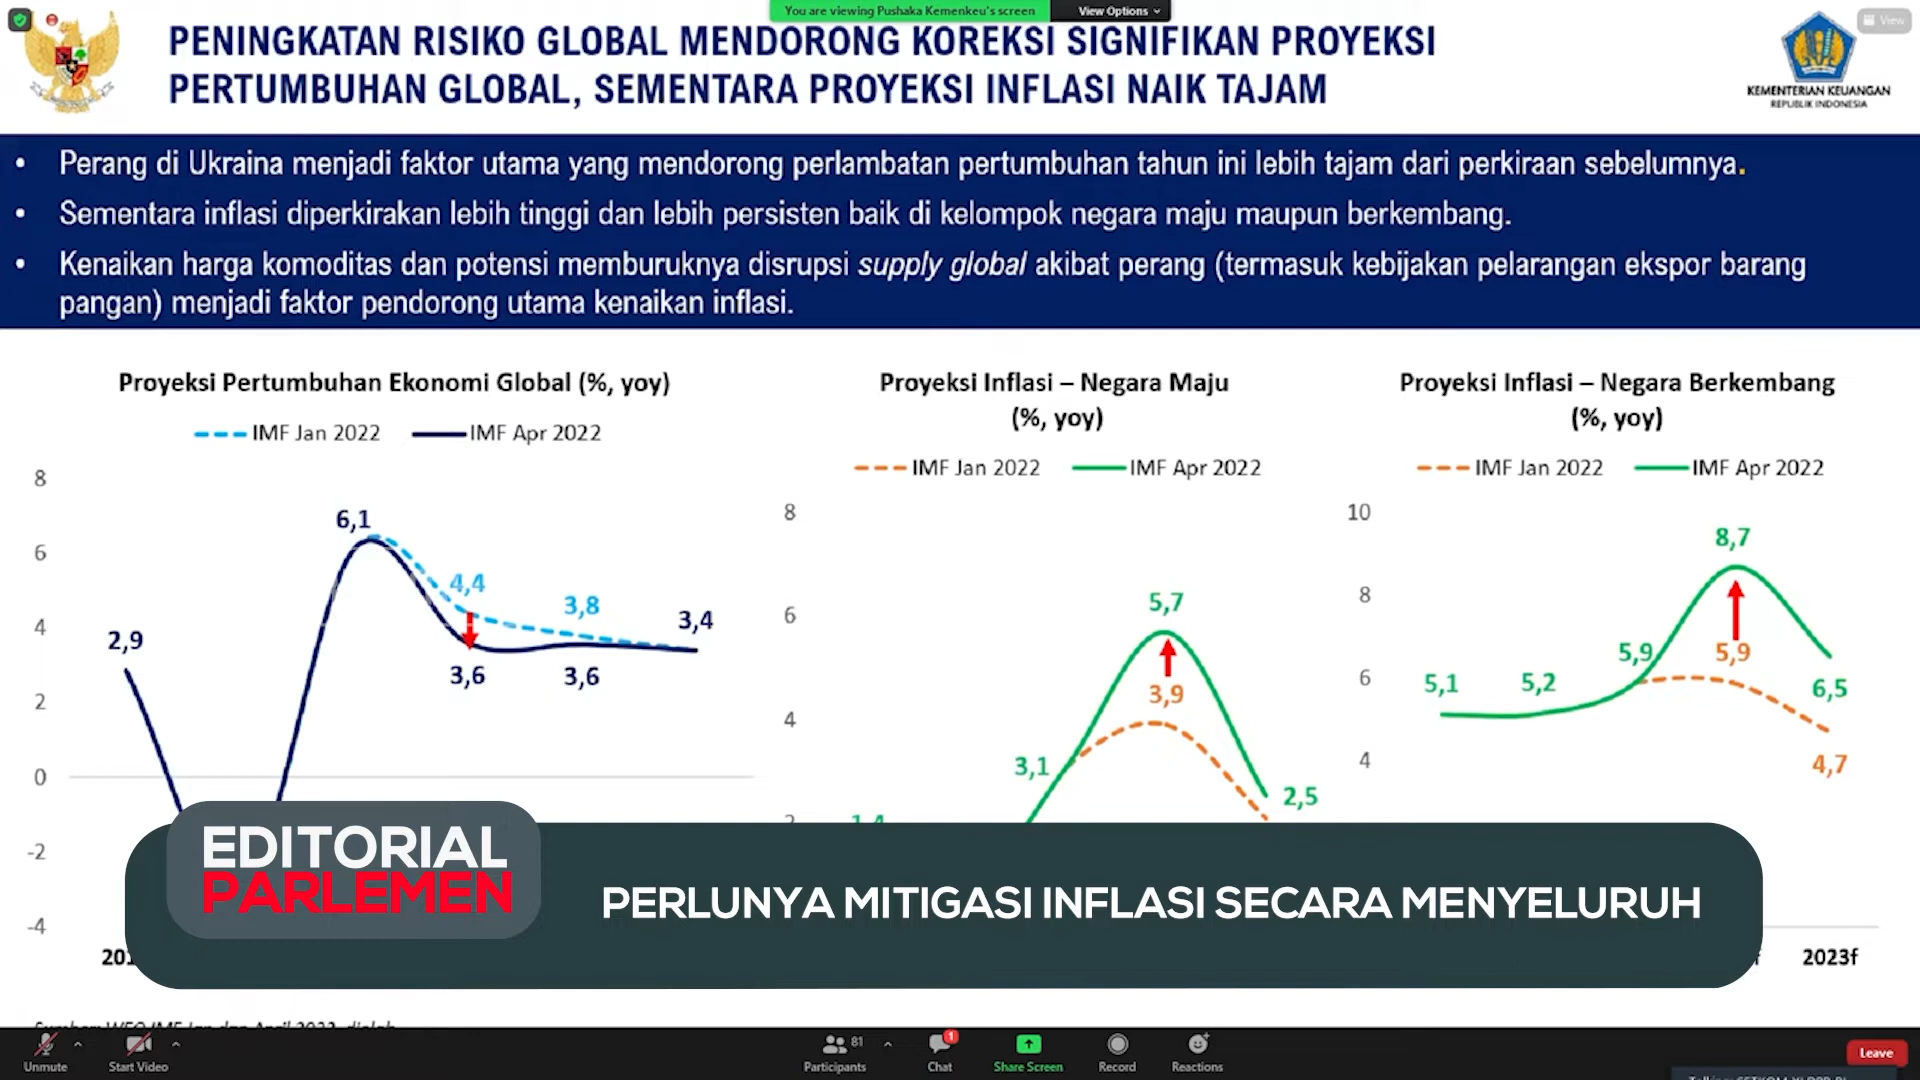 You are viewing Pushaka Kemenkeu's screen
View Options
View
PENINGKATAN RISIKO GLOBAL MENDORONG KOREKSI SIGNIFIKAN PROYEKSI
PERTUMBUHAN GLOBAL, SEMENTARA PROYEKSI INFLASI NAIK TAJAM
KEMENTERIAN KEUANGAN
REPUBLIK INDONESIA
• Perang di Ukraina menjadi faktor utama yang mendorong perlambatan pertumbuhan tahun ini lebih tajam dari perkiraan sebelumnya.
• Sementara inflasi diperkirakan lebih tinggi dan lebih persisten baik di kelompok negara maju maupun berkembang.
• Kenaikan harga komoditas dan potensi memburuknya disrupsi supply global akibat perang (termasuk kebijakan pelarangan ekspor barang
pangan) menjadi faktor pendorong utama kenaikan inflasi.
Proyeksi Pertumbuhan Ekonomi Global (%, yoy)
IMF Jan 2022 IMF Apr 2022
8
6
4
2
0
-2
-4
2,9
6,1
4,4
3,8
3,4
3,6
3,6
Proyeksi Inflasi – Negara Maju
(%, yoy)
IMF Jan 2022 IMF Apr 2022
8
6
4
5,7
3,9
3,1
2,5
Proyeksi Inflasi – Negara Berkembang
(%, yoy)
IMF Jan 2022 IMF Apr 2022
10
8
6
4
8,7
5,9
5,9
5,1
5,2
6,5
4,7
2023f
EDITORIAL
PARLEMEN
PERLUNYA MITIGASI INFLASI SECARA MENYELURUH
Unmute
Start Video
81
Participants
1
Chat
Share Screen
Record
Reactions
Leave